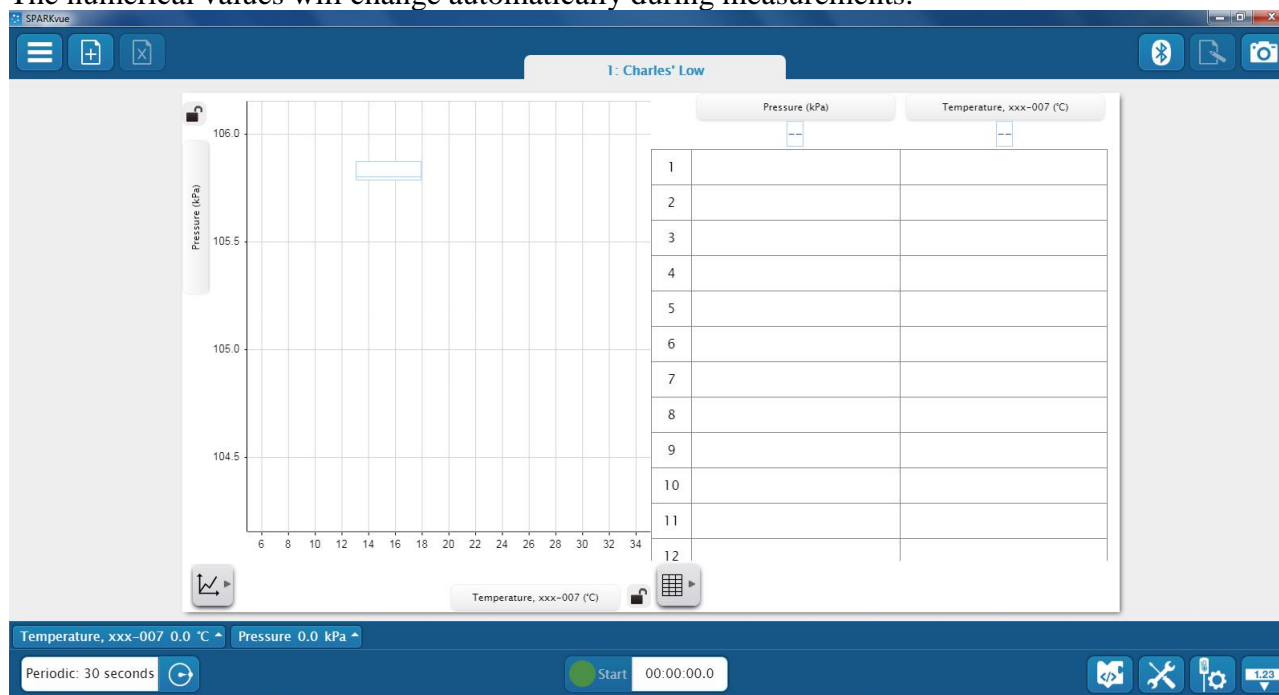 The numerical values will change automatically during measurements.
SPARKvue
1: Charles' Low
Pressure (kPa)
106.0
105.5
105.0
104.5
6 8 10 12 14 16 18 20 22 24 26 28 30 32 34
Temperature, xxx-007 (℃)
Pressure (kPa) Temperature, xxx-007 (℃)
-- --
1
2
3
4
5
6
7
8
9
10
11
12
Temperature, xxx-007 0.0 ℃ Pressure 0.0 kPa
Periodic: 30 seconds Start 00:00:00.0 1.23